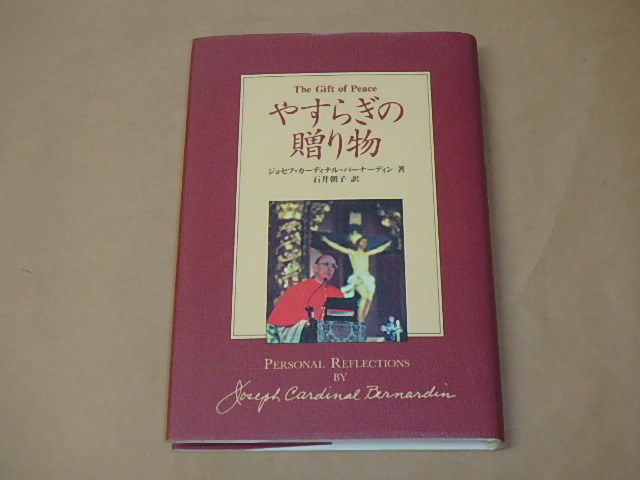 The Gift of Peace
やすらぎの
贈り物
ジョセフ・カーディナル・バーナーディン 著
石井朝子 訳
PERSONAL REFLECTIONS
BY
Joseph Cardinal Bernardin